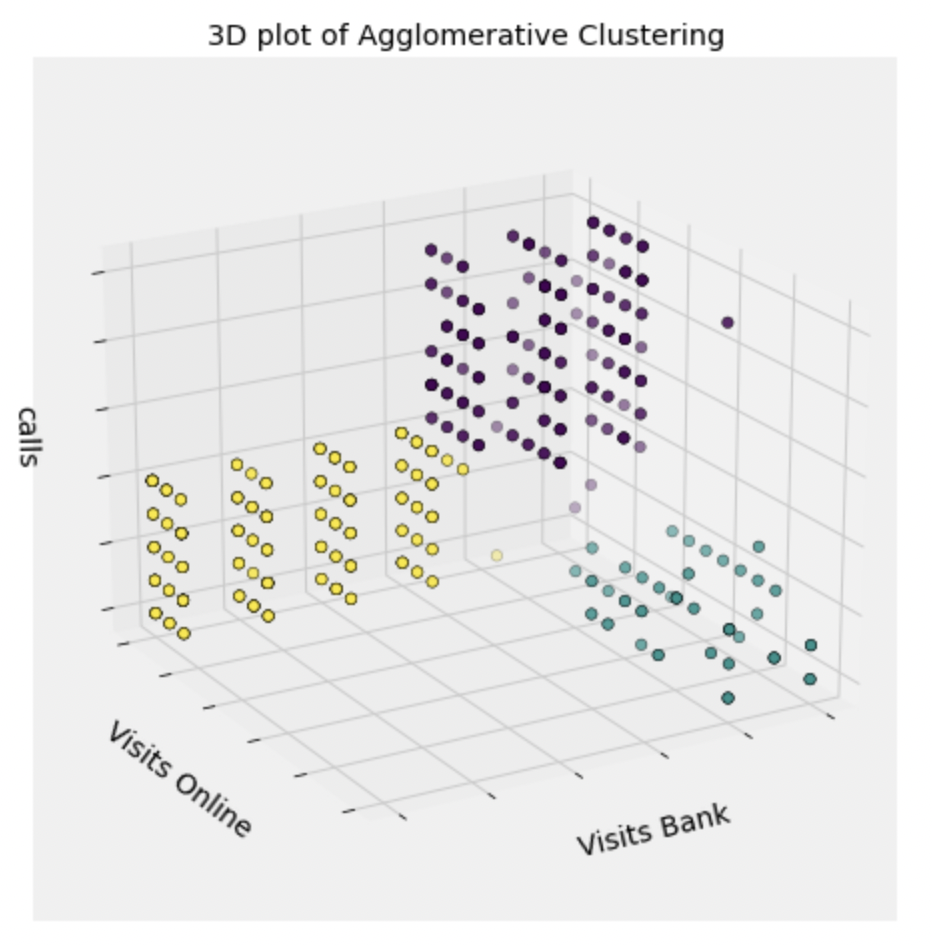 3D plot of Agglomerative Clustering
calls
Visits Online
Visits Bank